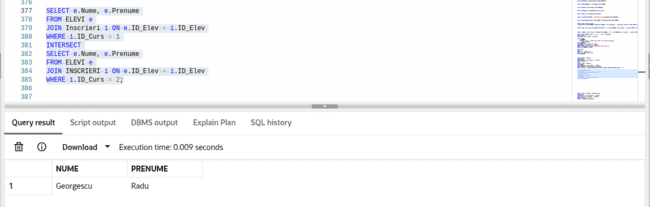 376
377 SELECT e.Nume, e.Prenume
378 FROM ELEVI e
379 JOIN Inscrieri i ON e.ID_Elev = i.ID_Elev
380 WHERE i.ID_Curs = 1
381 INTERSECT
382 SELECT e.Nume, e.Prenume
383 FROM ELEVI e
384 JOIN INSCRIERI i ON e.ID_Elev = i.ID_Elev
385 WHERE i.ID_Curs = 2;
386
387
Query result Script output DBMS output Explain Plan SQL history
Download Execution time: 0.009 seconds
NUME PRENUME
1 Georgescu Radu